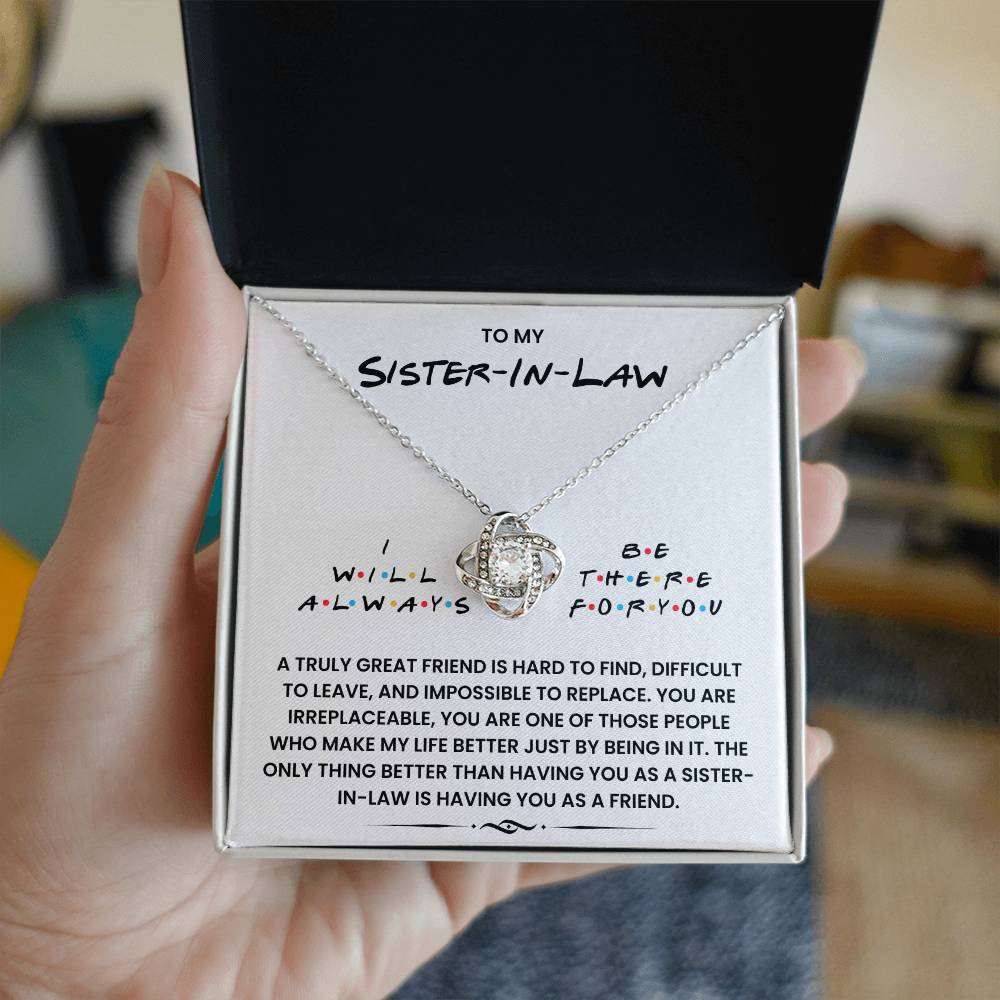 TO MY
SISTER-IN-LAW
I
W•I•L•L
A•L•W•A•Y•S
B•E
T•H•E•R•E
F•O•R•Y•O•U
A TRULY GREAT FRIEND IS HARD TO FIND, DIFFICULT
TO LEAVE, AND IMPOSSIBLE TO REPLACE. YOU ARE
IRREPLACEABLE, YOU ARE ONE OF THOSE PEOPLE
WHO MAKE MY LIFE BETTER JUST BY BEING IN IT. THE
ONLY THING BETTER THAN HAVING YOU AS A SISTER-
IN-LAW IS HAVING YOU AS A FRIEND.